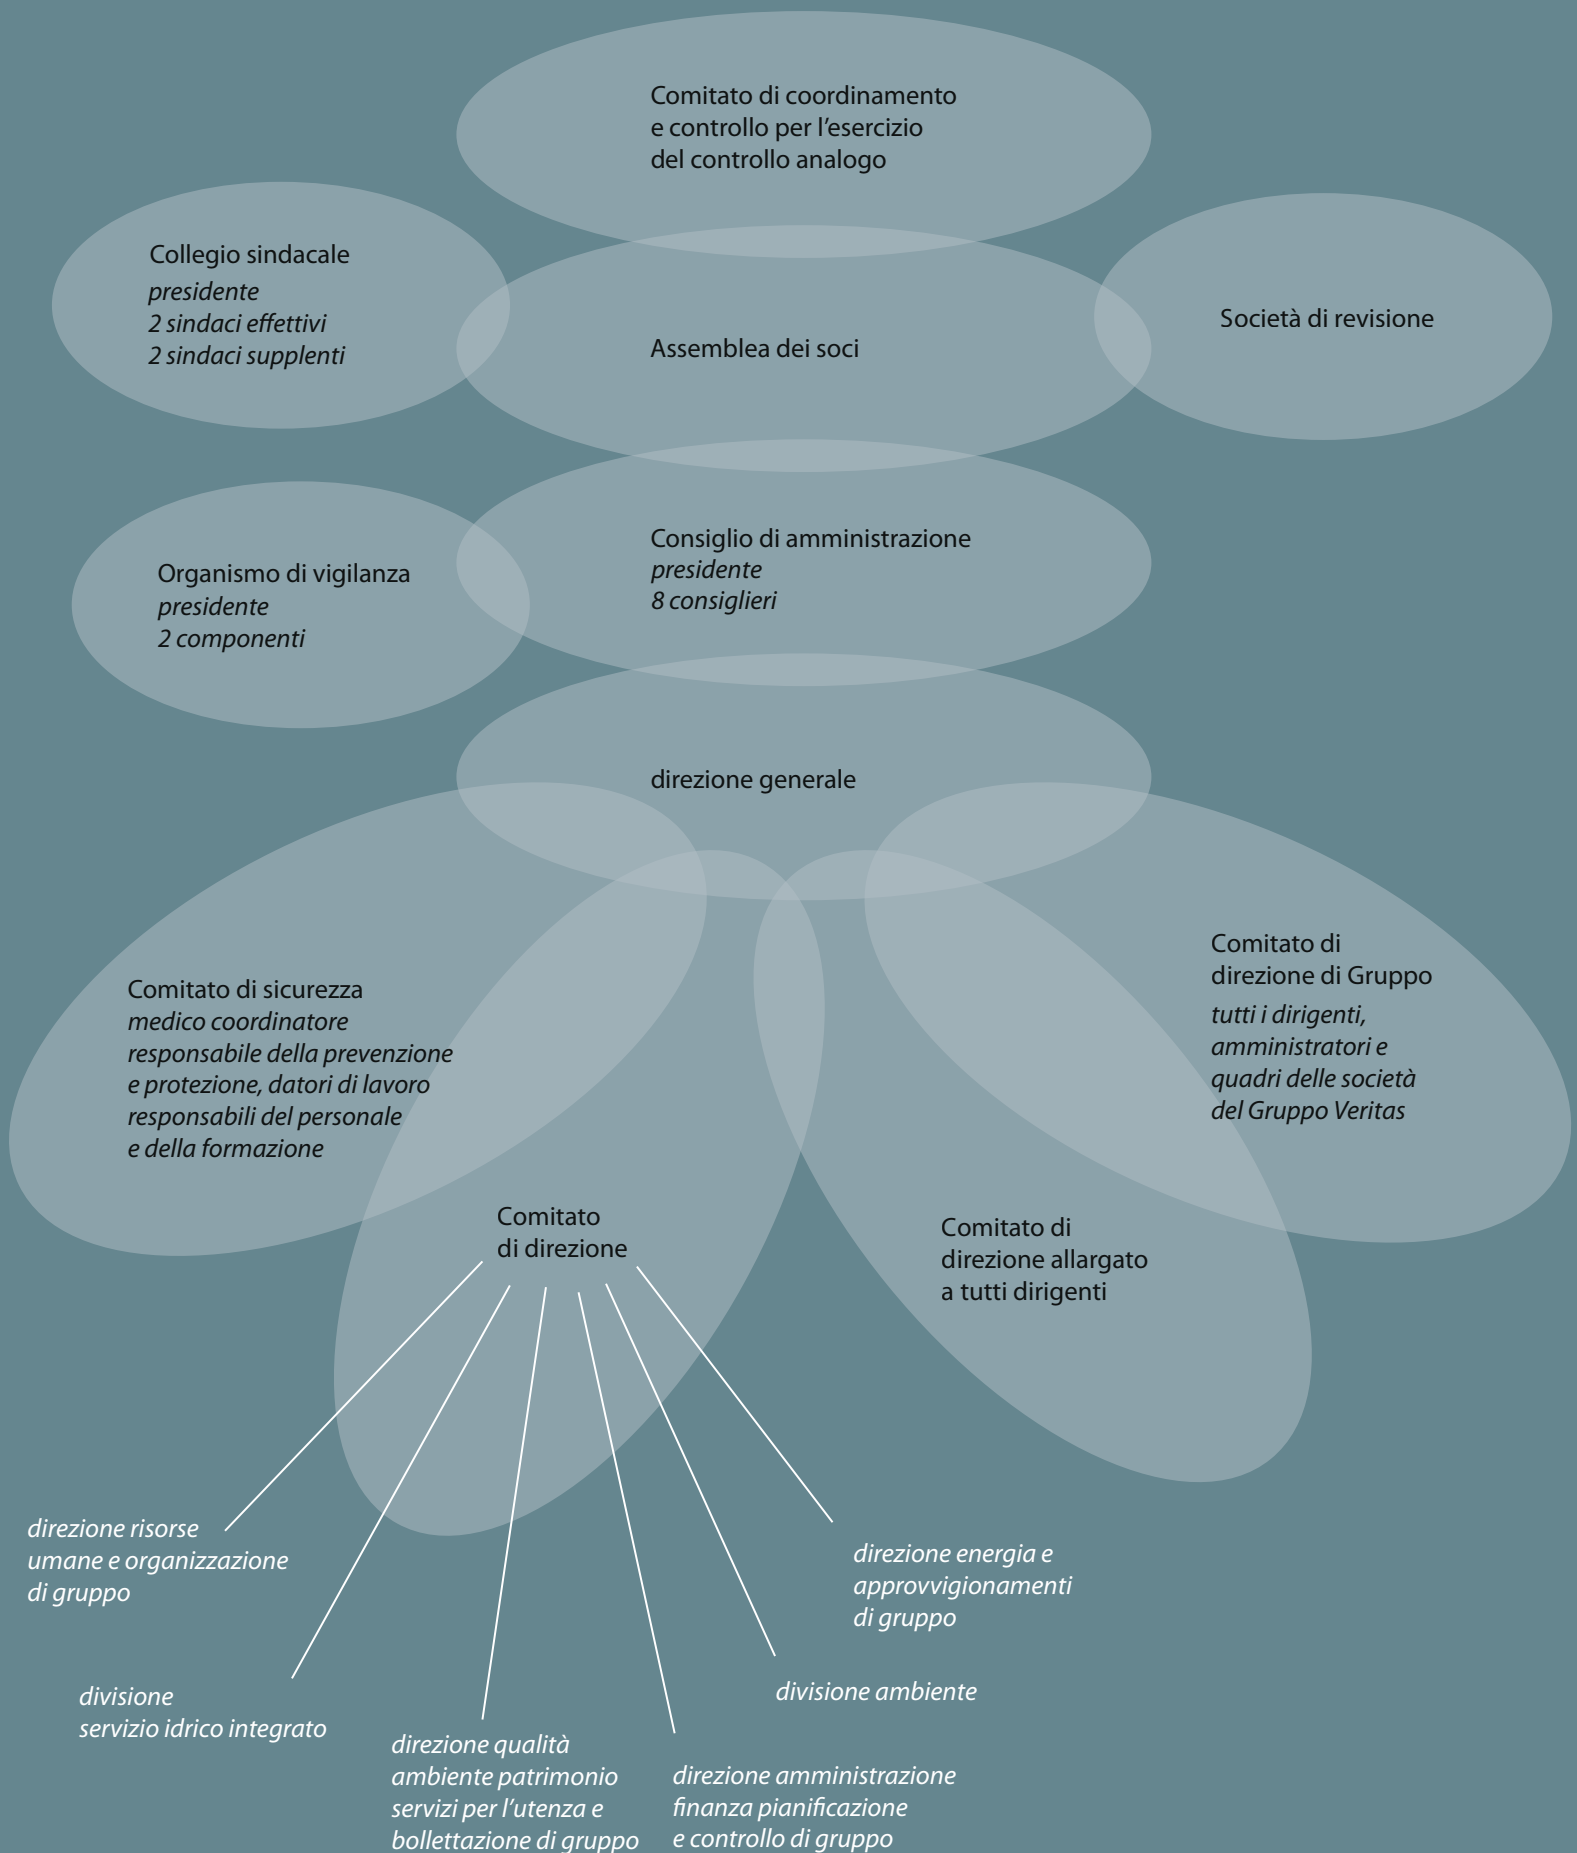 Comitato di coordinamento
e controllo per l'esercizio
del controllo analogo
Collegio sindacale
presidente
2 sindaci effettivi
2 sindaci supplenti
Assemblea dei soci
Società di revisione
Organismo di vigilanza
presidente
2 componenti
Consiglio di amministrazione
presidente
8 consiglieri
direzione generale
Comitato di sicurezza
medico coordinatore
responsabile della prevenzione
e protezione, datori di lavoro
responsabili del personale
e della formazione
Comitato
di direzione
Comitato di
direzione allargato
a tutti dirigenti
Comitato di
direzione di Gruppo
tutti i dirigenti,
amministratori e
quadri delle società
del Gruppo Veritas
direzione risorse
umane e organizzazione
di gruppo
divisione
servizio idrico integrato
direzione qualità
ambiente patrimonio
servizi per l'utenza e
bollettazione di gruppo
direzione amministrazione
finanza pianificazione
e controllo di gruppo
divisione ambiente
direzione energia e
approvvigionamenti
di gruppo